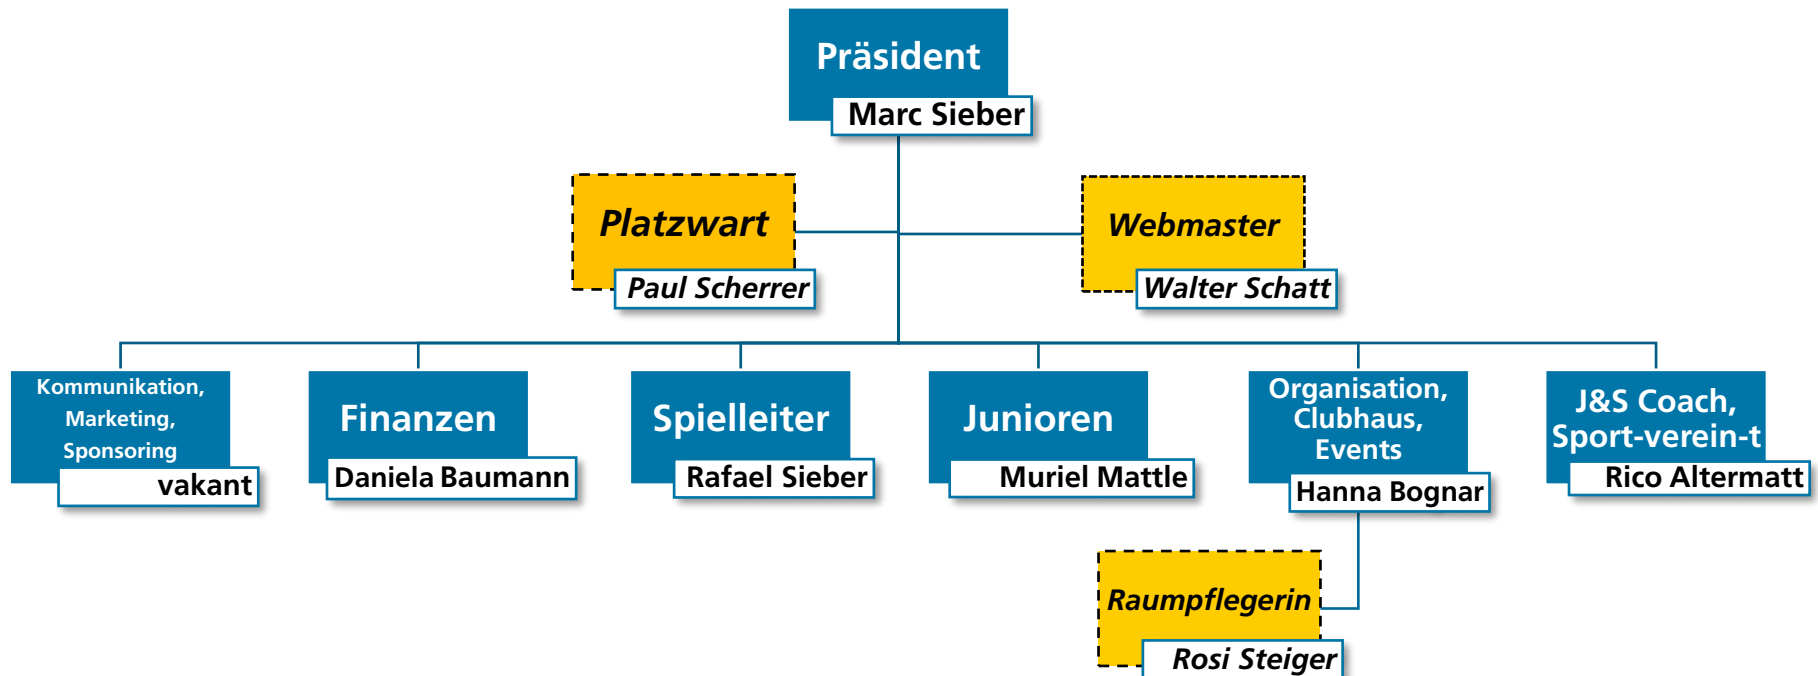 Präsident
Marc Sieber
Platzwart
Paul Scherrer
Webmaster
Walter Schatt
Kommunikation,
Marketing,
Sponsoring
vakant
Finanzen
Daniela Baumann
Spielleiter
Rafael Sieber
Junioren
Muriel Mattle
Organisation,
Clubhaus,
Events
Hanna Bognar
J&S Coach,
Sport-verein-t
Rico Altermatt
Raumpflegerin
Rosi Steiger